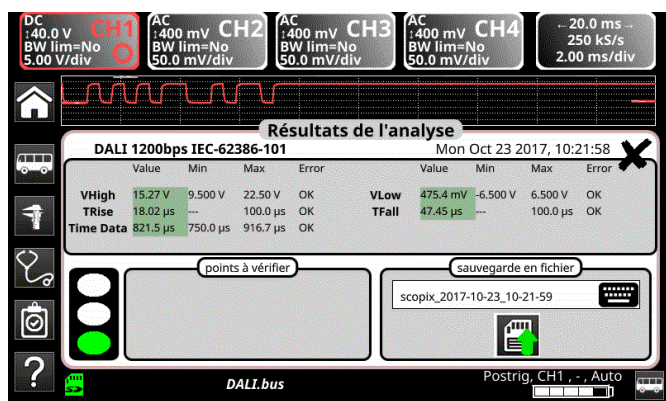 DC
↕40.0 V CH1
BW lim=No
5.00 V/div
AC
↕400 mV CH2
BW lim=No
50.0 mV/div
AC
↕400 mV CH3
BW lim=No
50.0 mV/div
AC
↕400 mV CH4
BW lim=No
50.0 mV/div
←20.0 ms→
250 kS/s
2.00 ms/div
Résultats de l'analyse
DALI 1200bps IEC-62386-101 Mon Oct 23 2017, 10:21:58
Value Min Max Error Value Min Max Error
VHigh 15.27 V 9.500 V 22.50 V OK VLow 475.4 mV -6.500 V 6.500 V OK
TRise 18.02 µs --- 100.0 µs OK TFall 47.45 µs --- 100.0 µs OK
Time Data 821.5 µs 750.0 µs 916.7 µs OK
points à vérifier
sauvegarde en fichier
scopix_2017-10-23_10-21-59
?
DALI.bus
Postrig, CH1 , - , Auto